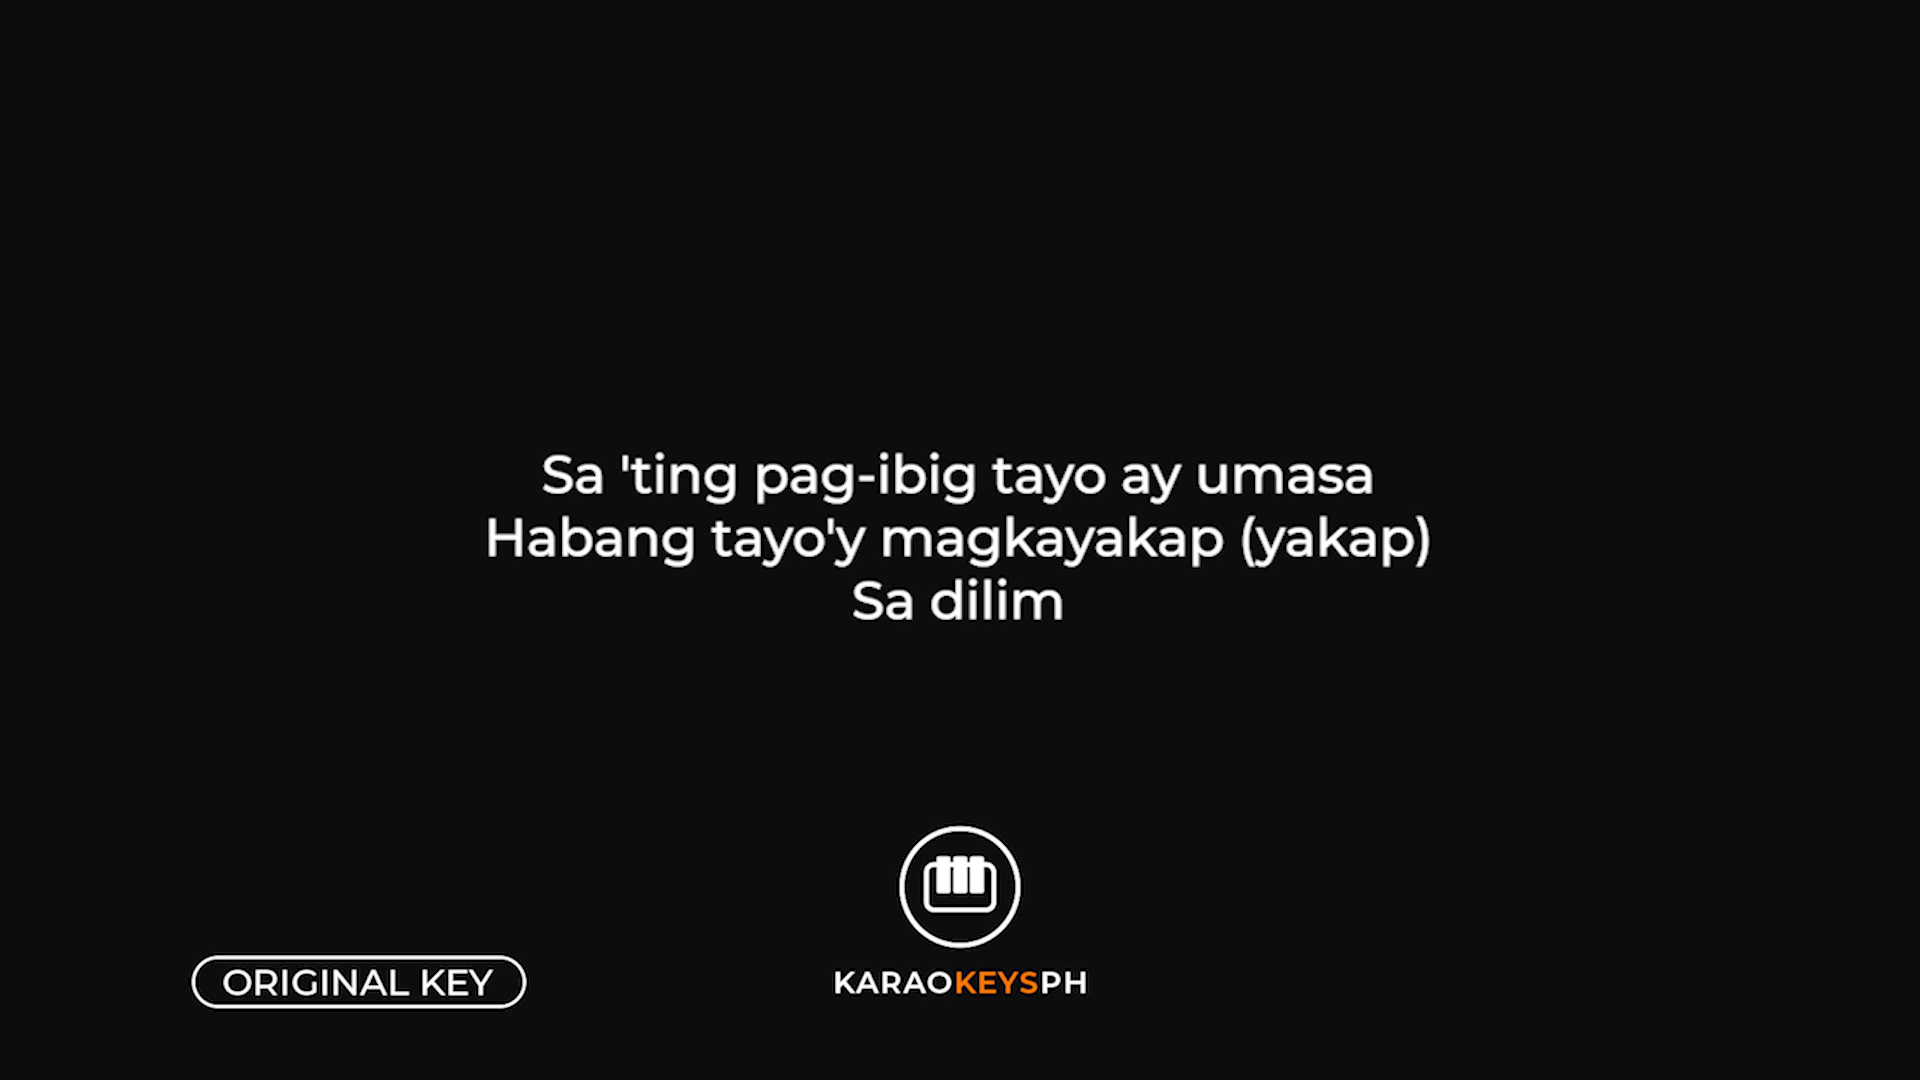 Sa 'ting pag-ibig tayo ay umasa
Habang tayo'y magkayakap (yakap)
Sa dilim
ORIGINAL KEY
KARAOKEYSPH